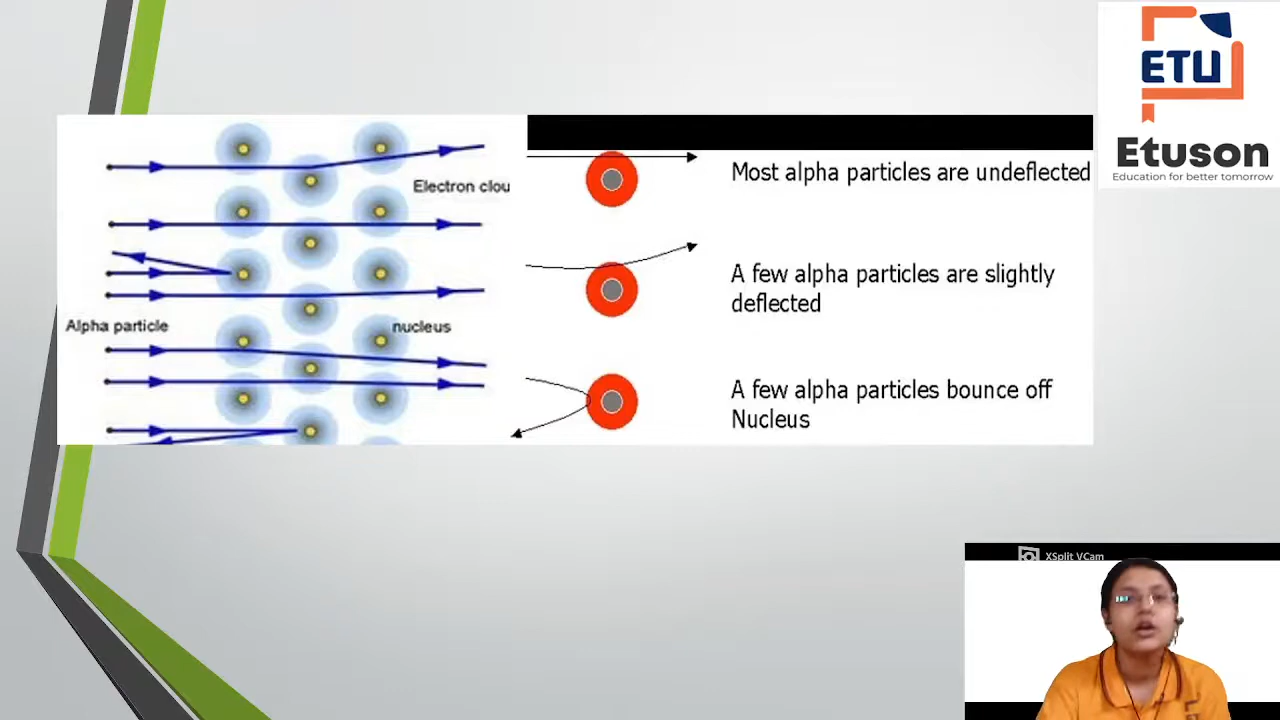 ETU
Etuson
Education for better tomorrow
Electron clou
Alpha particle
nucleus
Most alpha particles are undeflected
A few alpha particles are slightly
deflected
A few alpha particles bounce off
Nucleus
XSplit VCam